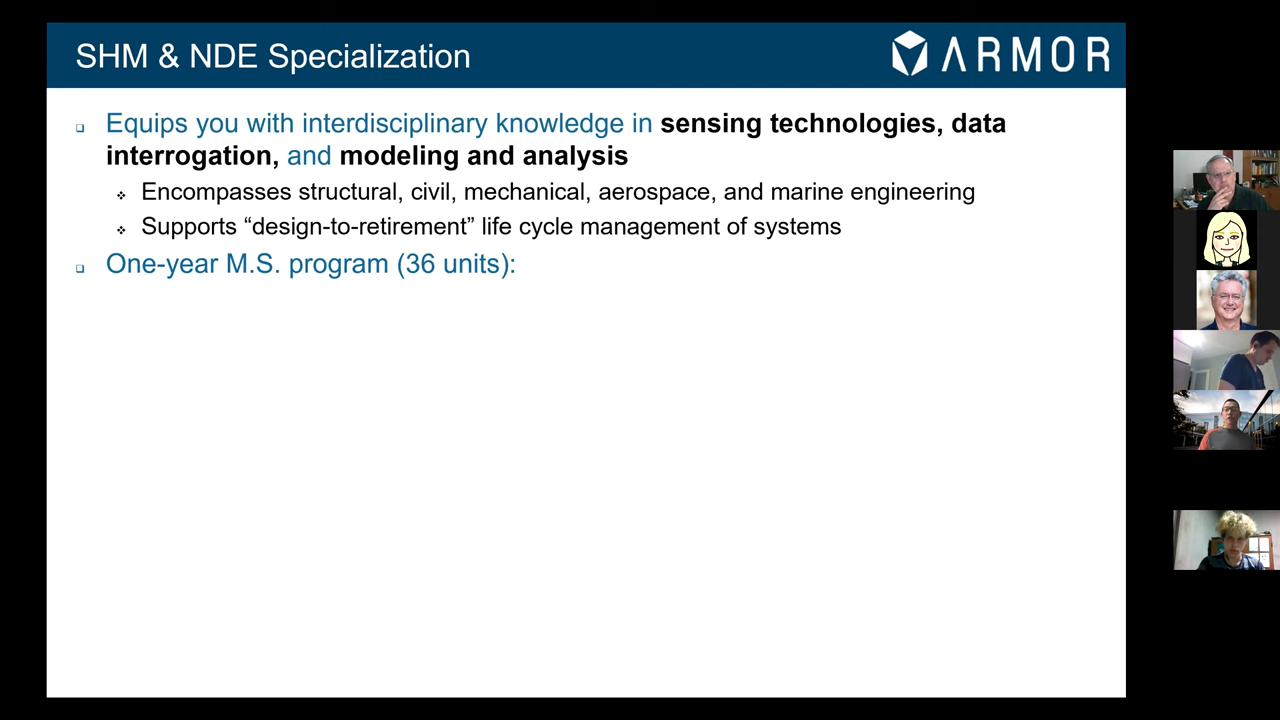 SHM & NDE Specialization
ARMOR
Equips you with interdisciplinary knowledge in sensing technologies, data
interrogation, and modeling and analysis
Encompasses structural, civil, mechanical, aerospace, and marine engineering
Supports “design-to-retirement” life cycle management of systems
One-year M.S. program (36 units):